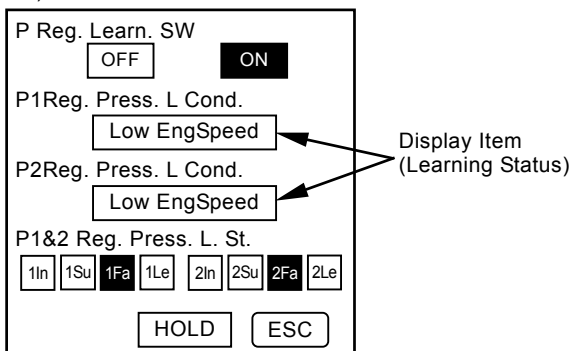 P Reg. Learn. SW
OFF ON
P1Reg. Press. L Cond.
Low EngSpeed
Display Item
(Learning Status)
P2Reg. Press. L Cond.
Low EngSpeed
P1&2 Reg. Press. L. St.
1In 1Su 1Fa 1Le 2In 2Su 2Fa 2Le
HOLD ESC